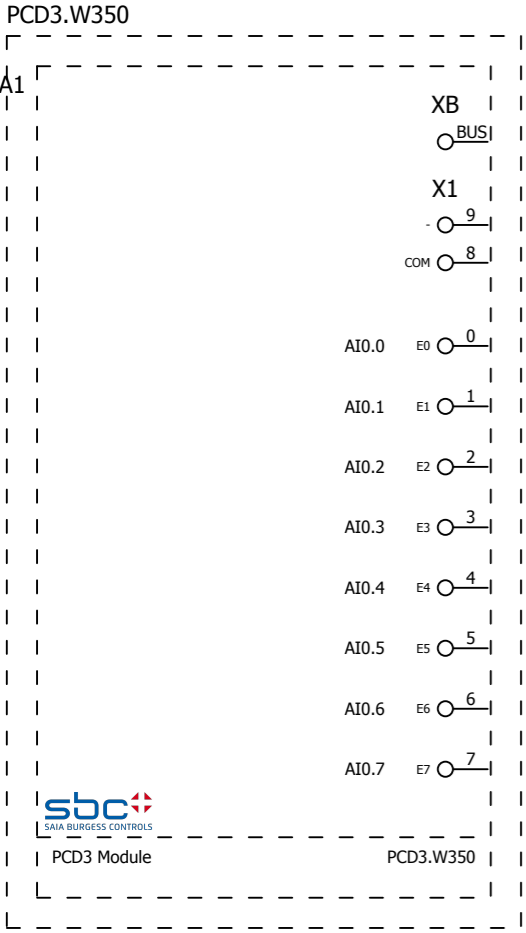 PCD3.W350
A1
XB
BUS
X1
- 9
COM 8
AI0.0 E0 0
AI0.1 E1 1
AI0.2 E2 2
AI0.3 E3 3
AI0.4 E4 4
AI0.5 E5 5
AI0.6 E6 6
AI0.7 E7 7
sbc
SAIA BURGESS CONTROLS
PCD3 Module PCD3.W350